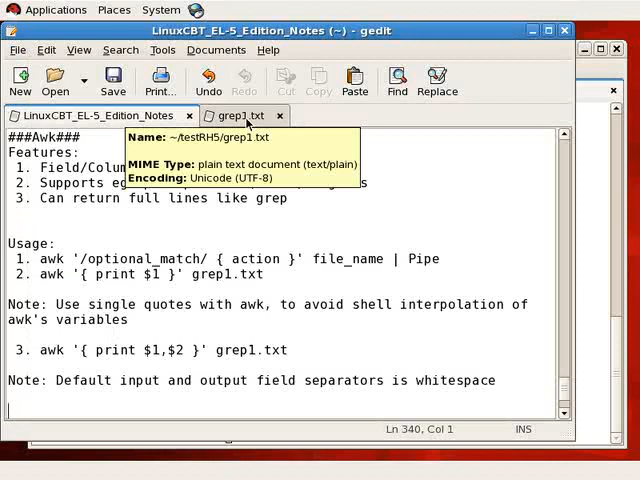 Applications Places System
LinuxCBT_EL-5_Edition_Notes (~) - gedit
File Edit View Search Tools Documents Help
New Open Save Print... Undo Redo Cut Copy Paste Find Replace
LinuxCBT_EL-5_Edition_Notes × grep1.txt ×
###Awk###
Name: ~/testRH5/grep1.txt
Features:
1. Field/Colum
MIME Type: plain text document (text/plain)
2. Supports eg
Encoding: Unicode (UTF-8)
3. Can return full lines like grep
Usage:
1. awk '/optional_match/ { action }' file_name | Pipe
2. awk '{ print $1 }' grep1.txt
Note: Use single quotes with awk, to avoid shell interpolation of
awk's variables
3. awk '{ print $1,$2 }' grep1.txt
Note: Default input and output field separators is whitespace
Ln 340, Col 1 INS